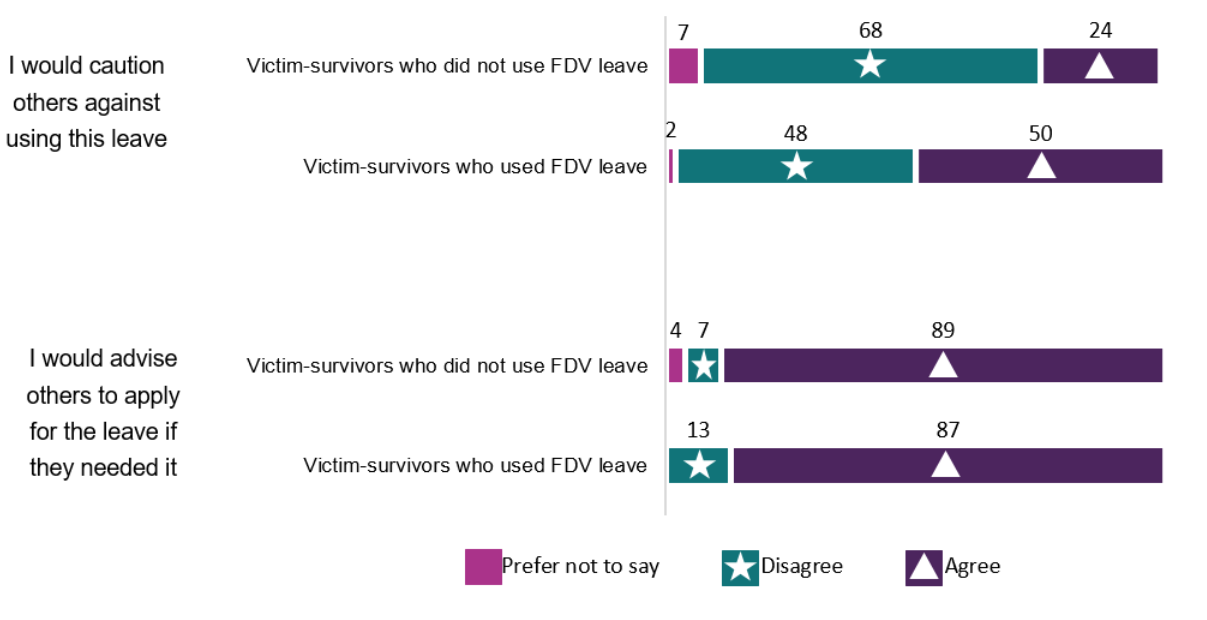 I would caution
others against
using this leave
7 68 24
Victim-survivors who did not use FDV leave
2 48 50
Victim-survivors who used FDV leave
I would advise
others to apply
for the leave if
they needed it
4 7 89
Victim-survivors who did not use FDV leave
13 87
Victim-survivors who used FDV leave
Prefer not to say Disagree Agree